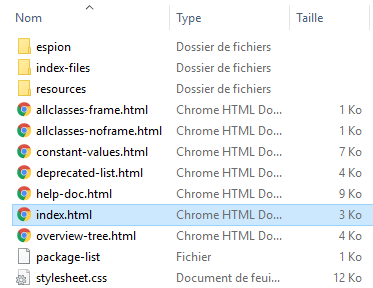 Nom Type Taille
espion Dossier de fichiers
index-files Dossier de fichiers
resources Dossier de fichiers
allclasses-frame.html Chrome HTML Do... 1 Ko
allclasses-noframe.html Chrome HTML Do... 1 Ko
constant-values.html Chrome HTML Do... 7 Ko
deprecated-list.html Chrome HTML Do... 4 Ko
help-doc.html Chrome HTML Do... 9 Ko
index.html Chrome HTML Do... 3 Ko
overview-tree.html Chrome HTML Do... 4 Ko
package-list Fichier 1 Ko
stylesheet.css Document de feui... 12 Ko